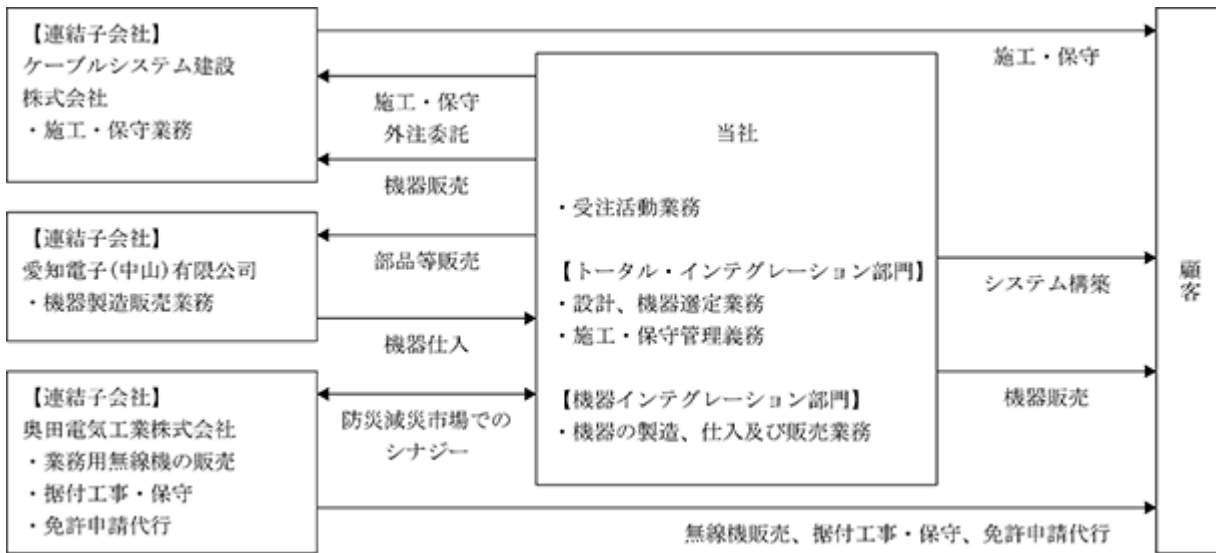 【連結子会社】
ケーブルシステム建設
株式会社
・施工・保守業務
施工・保守
施工・保守
外注委託
機器販売
【連結子会社】
愛知電子(中山)有限公司
・機器製造販売業務
部品等販売
機器仕入
【連結子会社】
奥田電気工業株式会社
・業務用無線機の販売
・据付工事・保守
・免許申請代行
防災減災市場での
シナジー
当社
・受注活動業務
【トータル・インテグレーション部門】
・設計、機器選定業務
・施工・保守管理義務
【機器インテグレーション部門】
・機器の製造、仕入及び販売業務
システム構築
機器販売
無線機販売、据付工事・保守、免許申請代行
顧客